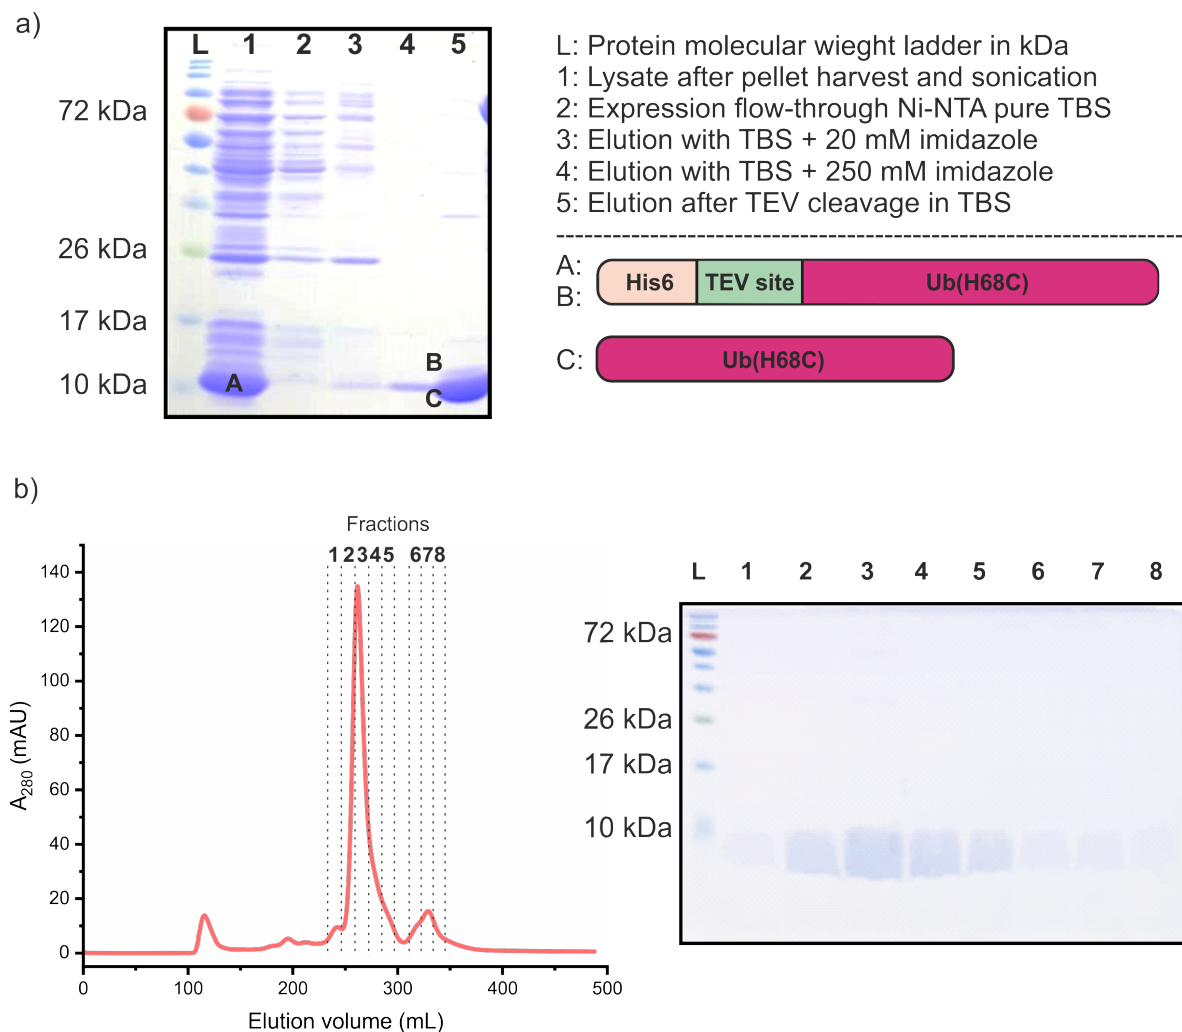 a)
L 1 2 3 4 5
72 kDa
26 kDa
17 kDa
10 kDa
A
B
C
L: Protein molecular wieght ladder in kDa
1: Lysate after pellet harvest and sonication
2: Expression flow-through Ni-NTA pure TBS
3: Elution with TBS + 20 mM imidazole
4: Elution with TBS + 250 mM imidazole
5: Elution after TEV cleavage in TBS
A:
B:
His6 TEV site Ub(H68C)
C:
Ub(H68C)
b)
Fractions
1 2 3 4 5 6 7 8
140
120
100
80
60
40
20
0
A280 (mAU)
0 100 200 300 400 500
Elution volume (mL)
L 1 2 3 4 5 6 7 8
72 kDa
26 kDa
17 kDa
10 kDa